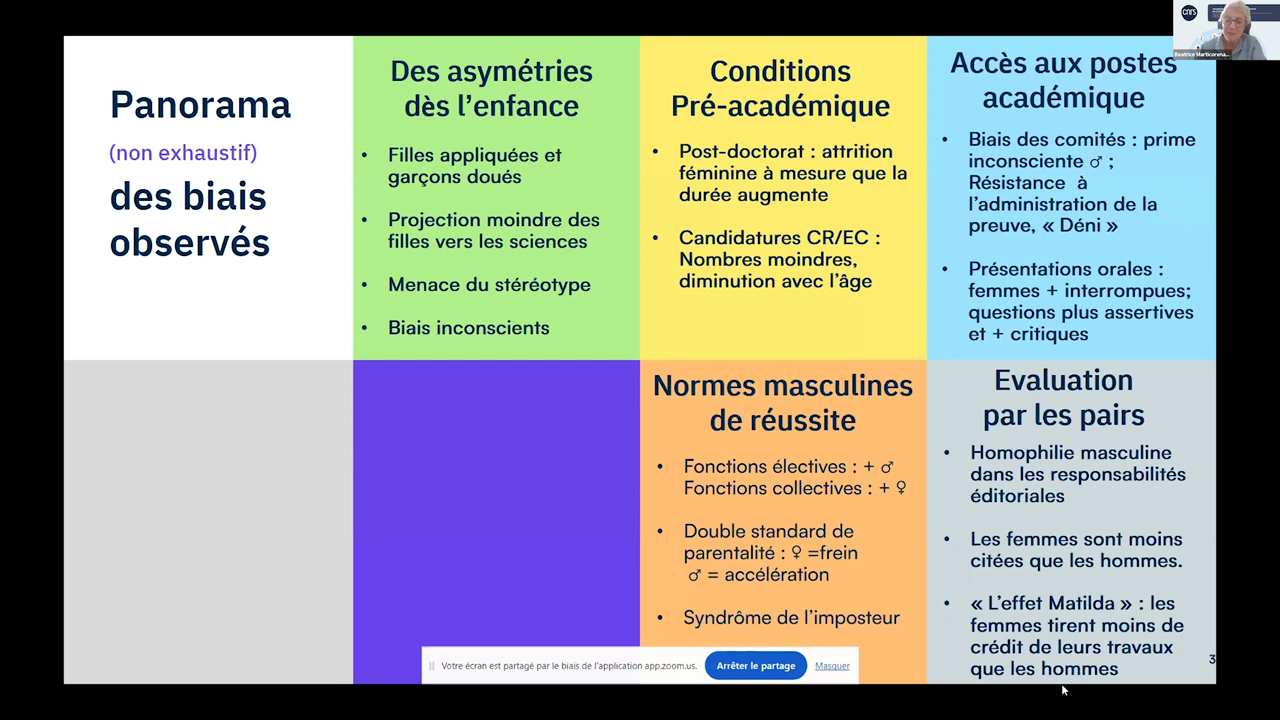 Panorama
(non exhaustif)
des biais
observés
Des asymétries
dès l'enfance
• Filles appliquées et
garçons doués
• Projection moindre des
filles vers les sciences
• Menace du stéréotype
• Biais inconscients
Conditions
Pré-académique
• Post-doctorat : attrition
féminine à mesure que la
durée augmente
• Candidatures CR/EC :
Nombres moindres,
diminution avec l'âge
Accès aux postes
académique
• Biais des comités : prime
inconsciente ♂ ;
Résistance à
l'administration de la
preuve, « Déni »
• Présentations orales :
femmes + interrompues;
questions plus assertives
et + critiques
Normes masculines
de réussite
• Fonctions électives : + ♂
Fonctions collectives : + ♀
• Double standard de
parentalité : ♀ =frein
♂ = accélération
• Syndrôme de l'imposteur
Evaluation
par les pairs
• Homophilie masculine
dans les responsabilités
éditoriales
• Les femmes sont moins
citées que les hommes.
• « L'effet Matilda » : les
femmes tirent moins de
crédit de leurs travaux
que les hommes
3
Votre écran est partagé par le biais de l'application app.zoom.us.
Arrêter le partage
Masquer
cnrs
Beatrice Marticorena...